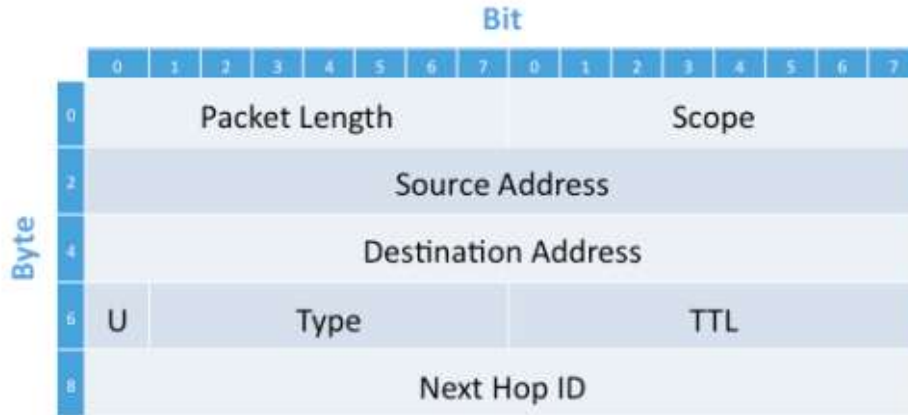 Bit
0 1 2 3 4 5 6 7 0 1 2 3 4 5 6 7
Byte
0 Packet Length Scope
2 Source Address
4 Destination Address
6 U Type TTL
8 Next Hop ID